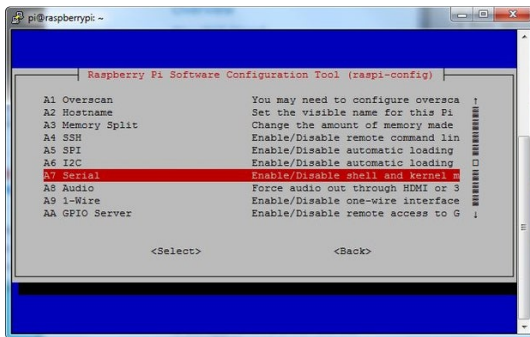 pi@raspberrypi: ~
Raspberry Pi Software Configuration Tool (raspi-config)
A1 Overscan You may need to configure oversca
A2 Hostname Set the visible name for this Pi
A3 Memory Split Change the amount of memory made
A4 SSH Enable/Disable remote command lin
A5 SPI Enable/Disable automatic loading
A6 I2C Enable/Disable automatic loading
A7 Serial Enable/Disable shell and kernel m
A8 Audio Force audio out through HDMI or 3
A9 1-Wire Enable/Disable one-wire interface
AA GPIO Server Enable/Disable remote access to G
<Select> <Back>